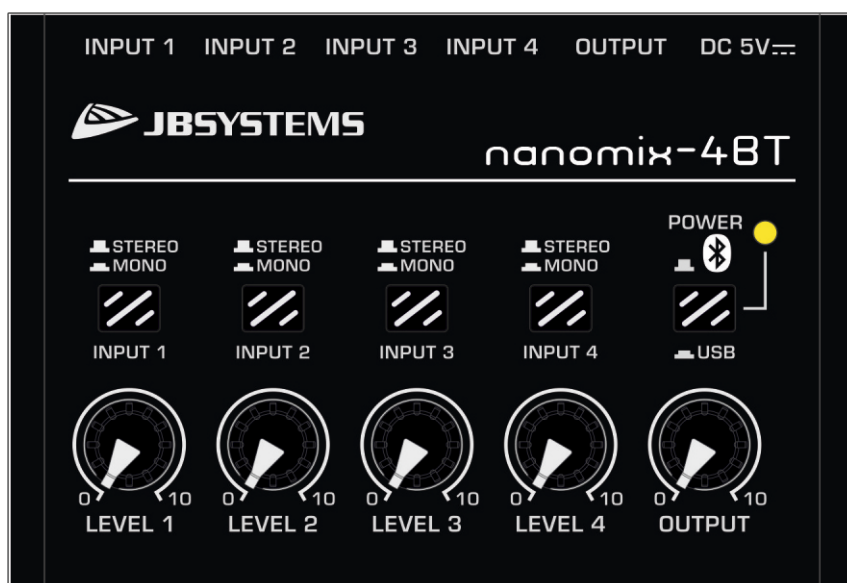 INPUT 1 INPUT 2 INPUT 3 INPUT 4 OUTPUT DC 5V
JBSYSTEMS
nanomix-4BT
POWER
STEREO STEREO STEREO STEREO
MONO MONO MONO MONO
INPUT 1 INPUT 2 INPUT 3 INPUT 4 USB
0 10 0 10 0 10 0 10 0 10
LEVEL 1 LEVEL 2 LEVEL 3 LEVEL 4 OUTPUT